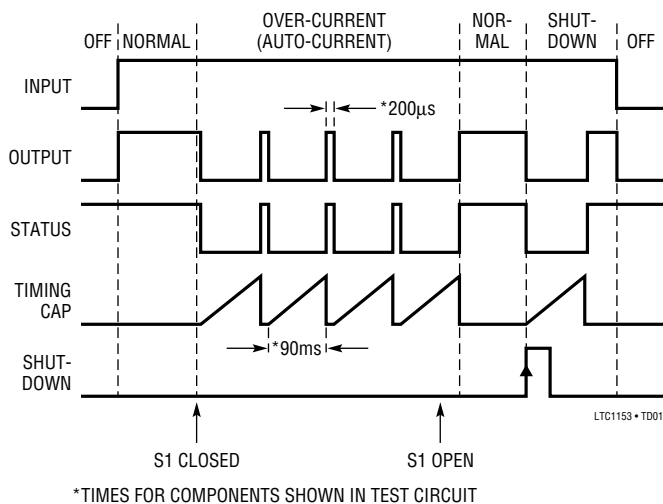 OFF NORMAL OVER-CURRENT (AUTO-CURRENT) NOR-MAL SHUT-DOWN OFF
INPUT
*200µs
OUTPUT
STATUS
TIMING CAP
*90ms
SHUT-DOWN
LTC1153 • TD01
S1 CLOSED S1 OPEN
*TIMES FOR COMPONENTS SHOWN IN TEST CIRCUIT